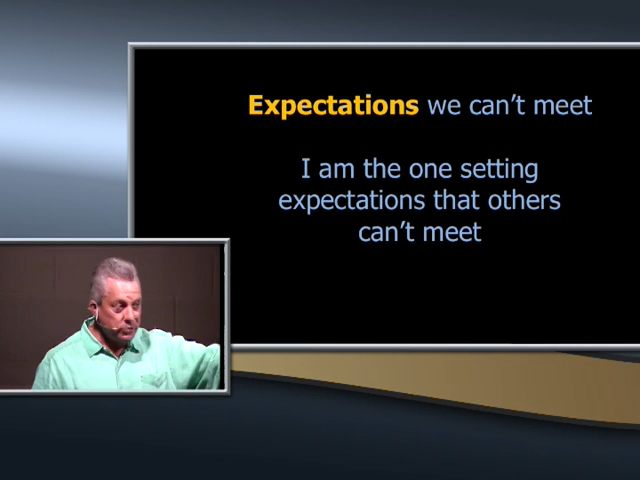 Expectations we can't meet
I am the one setting
expectations that others
can't meet